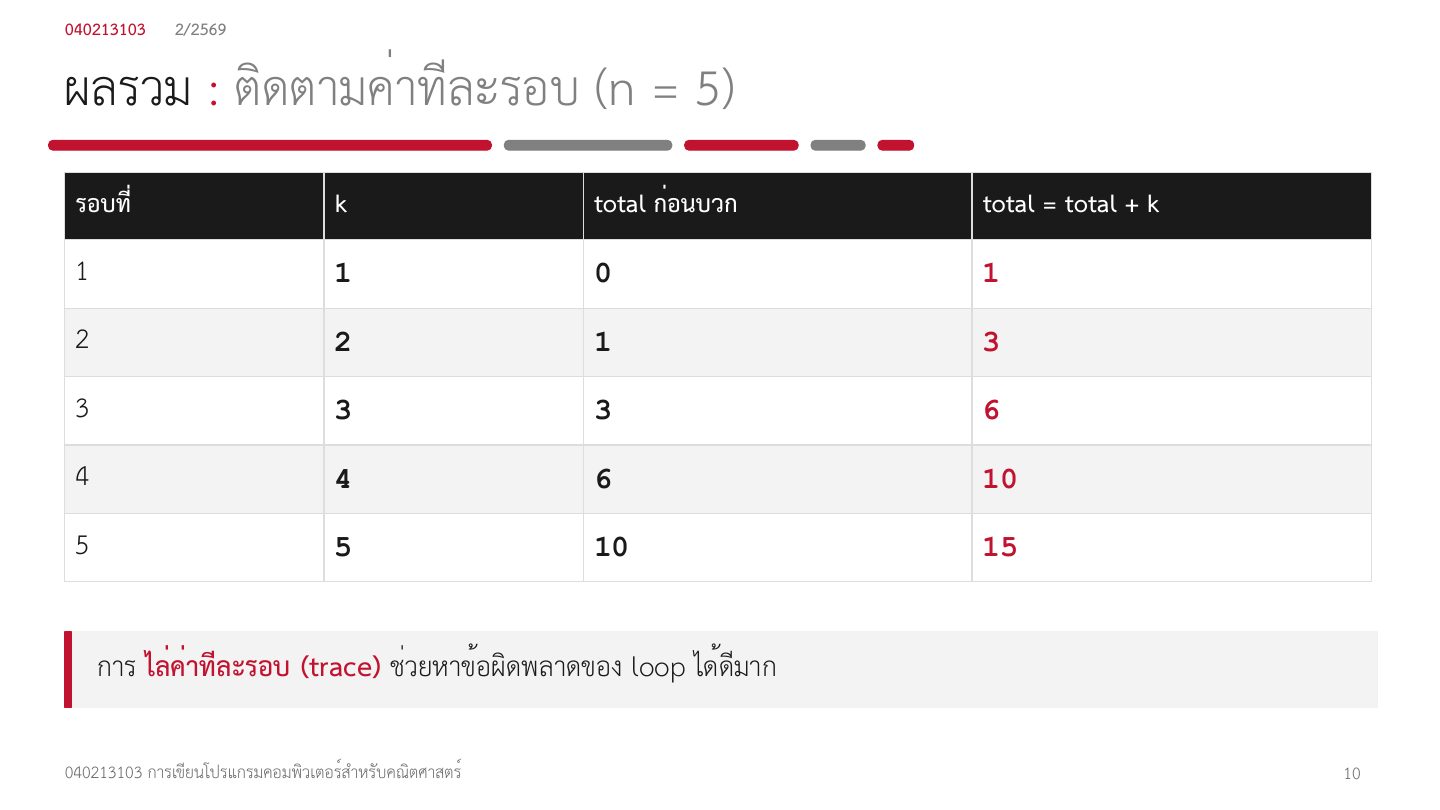 040213103 2/2569
ผลรวม : ติดตามค่าทีละรอบ (n = 5)
รอบที่ k total ก่อนบวก total = total + k
1 1 0 1
2 2 1 3
3 3 3 6
4 4 6 10
5 5 10 15
การ ไล่ค่าทีละรอบ (trace) ช่วยหาข้อผิดพลาดของ loop ได้ดีมาก
040213103 การเขียนโปรแกรมคอมพิวเตอร์สำหรับคณิตศาสตร์ 10